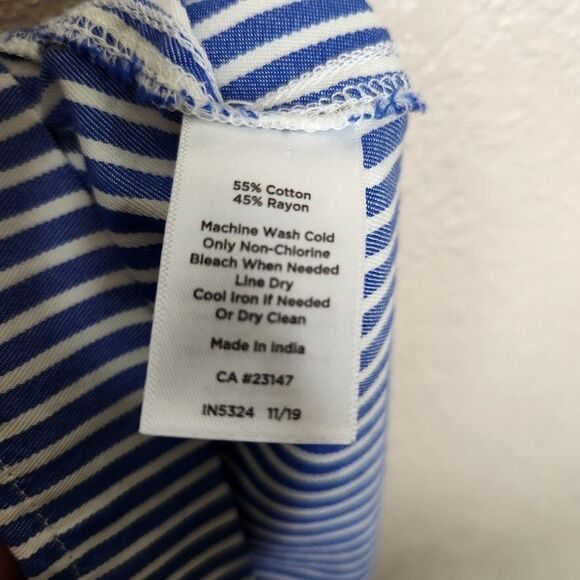 55% Cotton
45% Rayon
Machine Wash Cold
Only Non-Chlorine
Bleach When Needed
Line Dry
Cool Iron If Needed
Or Dry Clean
Made In India
CA #23147
IN5324 11/19